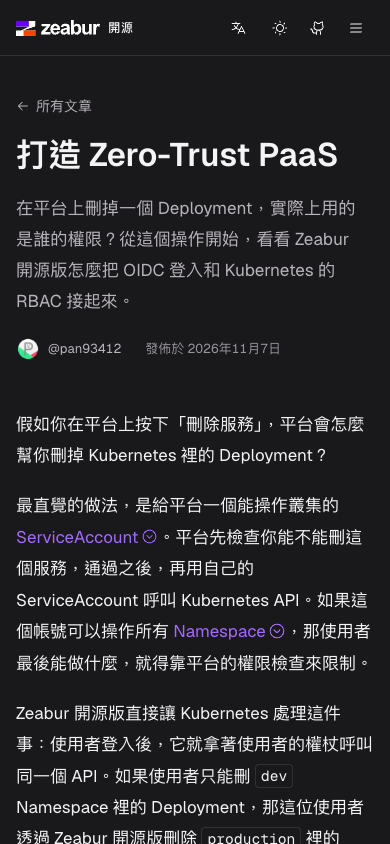 zeabur 開源
← 所有文章
打造 Zero-Trust PaaS
在平台上刪掉一個 Deployment，實際上用的
是誰的權限？從這個操作開始，看看 Zeabur
開源版怎麼把 OIDC 登入和 Kubernetes 的
RBAC 接起來。
@pan93412 發佈於 2026年11月7日
假如你在平台上按下「刪除服務」，平台會怎麼
幫你刪掉 Kubernetes 裡的 Deployment？
最直覺的做法，是給平台一個能操作叢集的
ServiceAccount。平台先檢查你能不能刪這
個服務，通過之後，再用自己的
ServiceAccount 呼叫 Kubernetes API。如果這
個帳號可以操作所有 Namespace，那使用者
最後能做什麼，就得靠平台的權限檢查來限制。
Zeabur 開源版直接讓 Kubernetes 處理這件
事：使用者登入後，它就拿著使用者的權杖呼叫
同一個 API。如果使用者只能刪 dev
Namespace 裡的 Deployment，那這位使用者
透過 Zeabur 開源版刪除 production 裡的